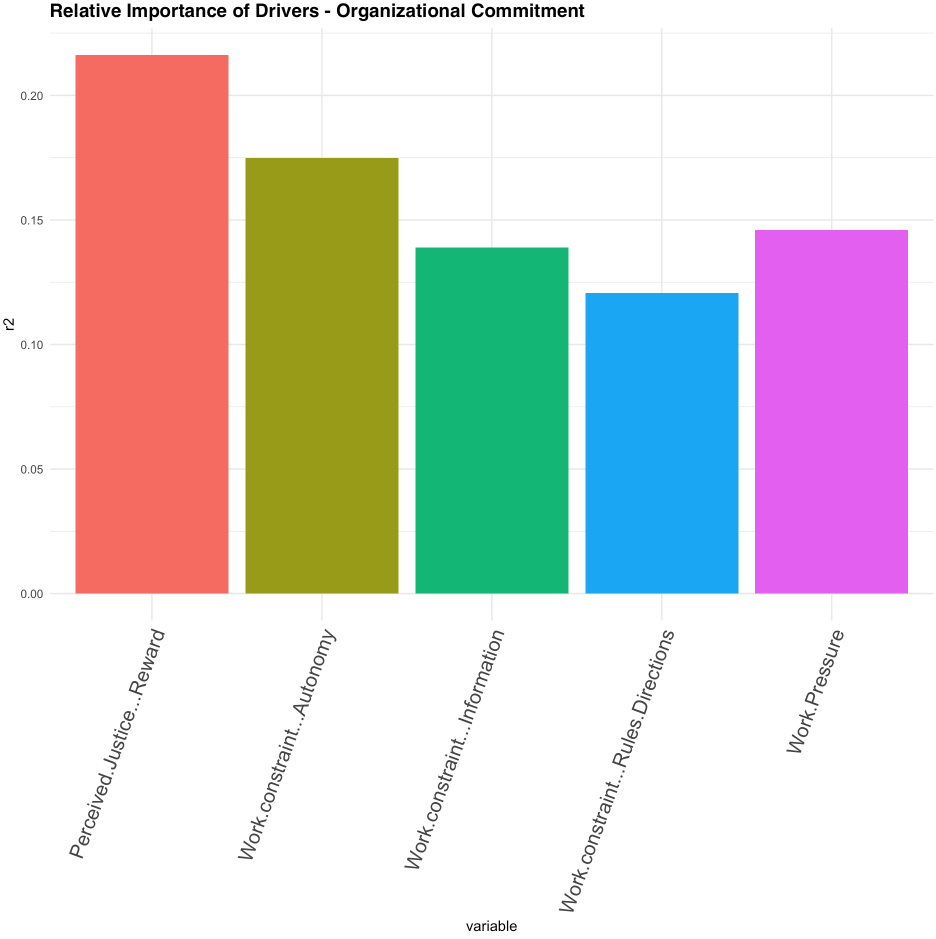 Relative Importance of Drivers - Organizational Commitment
r2
0.20
0.15
0.10
0.05
0.00
Perceived.Justice...Reward
Work.constraint...Autonomy
Work.constraint...Information
Work.constraint...Rules.Directions
Work.Pressure
variable